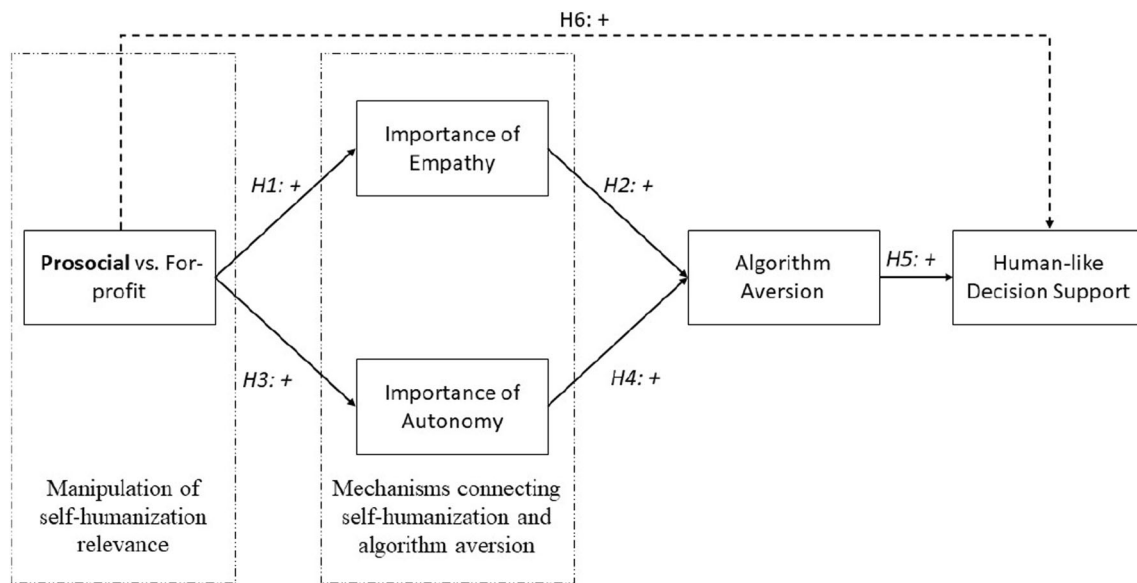 H6: +
Importance of
Empathy
H1: +
H2: +
Prosocial vs. For-
profit
Algorithm
Aversion
H5: +
Human-like
Decision Support
H3: +
H4: +
Importance of
Autonomy
Manipulation of
self-humanization
relevance
Mechanisms connecting
self-humanization and
algorithm aversion